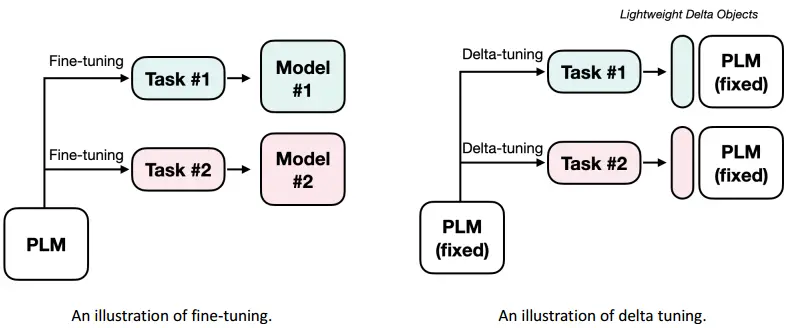 Lightweight Delta Objects
Fine-tuning
Task #1
Model
#1
Fine-tuning
Task #2
Model
#2
PLM
An illustration of fine-tuning.
Delta-tuning
Task #1
PLM
(fixed)
Delta-tuning
Task #2
PLM
(fixed)
PLM
(fixed)
An illustration of delta tuning.